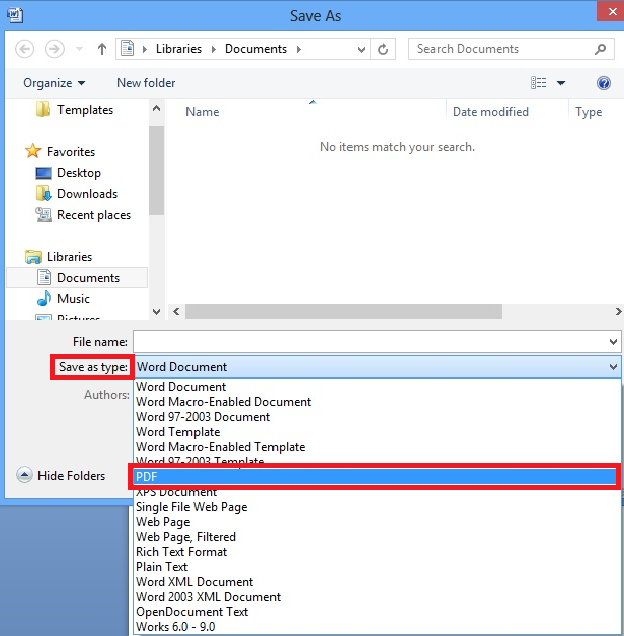 Save As
Libraries Documents
Search Documents
Organize New folder
Templates
Favorites
Desktop
Downloads
Recent places
Libraries
Documents
Music
Pictures
Name Date modified Type
No items match your search.
File name:
Save as type: Word Document
Authors:
Hide Folders
Word Document
Word Macro-Enabled Document
Word 97-2003 Document
Word Template
Word Macro-Enabled Template
Word 97-2003 Template
PDF
XPS Document
Single File Web Page
Web Page
Web Page, Filtered
Rich Text Format
Plain Text
Word XML Document
Word 2003 XML Document
OpenDocument Text
Works 6.0 - 9.0